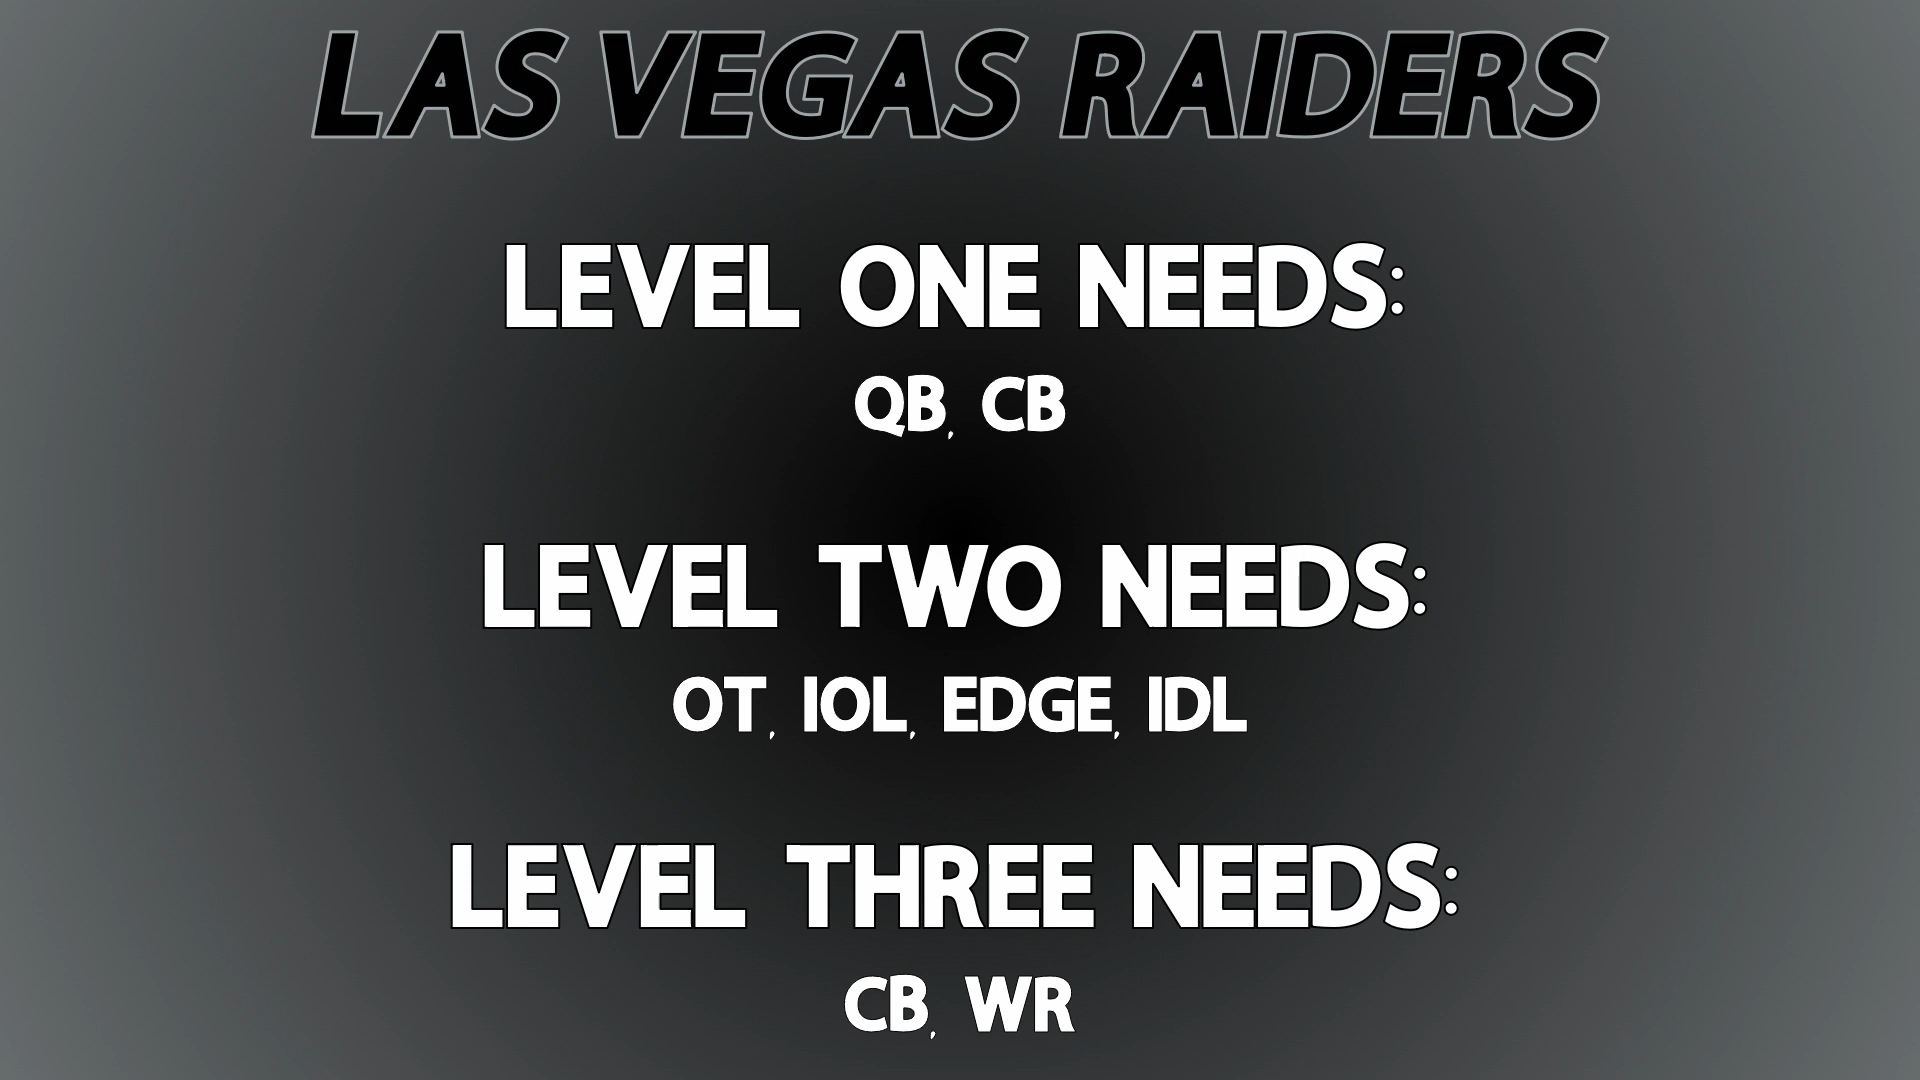 LAS VEGAS RAIDERS
LEVEL ONE NEEDS:
QB, CB
LEVEL TWO NEEDS:
OT, IOL, EDGE, IDL
LEVEL THREE NEEDS:
CB, WR